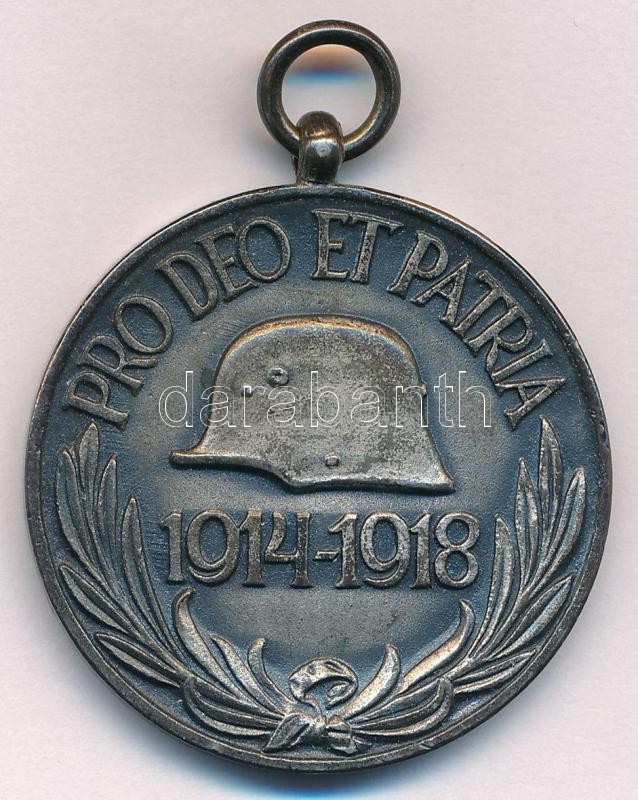 PRO DEO ET PATRIA
darabanth
1914-1918